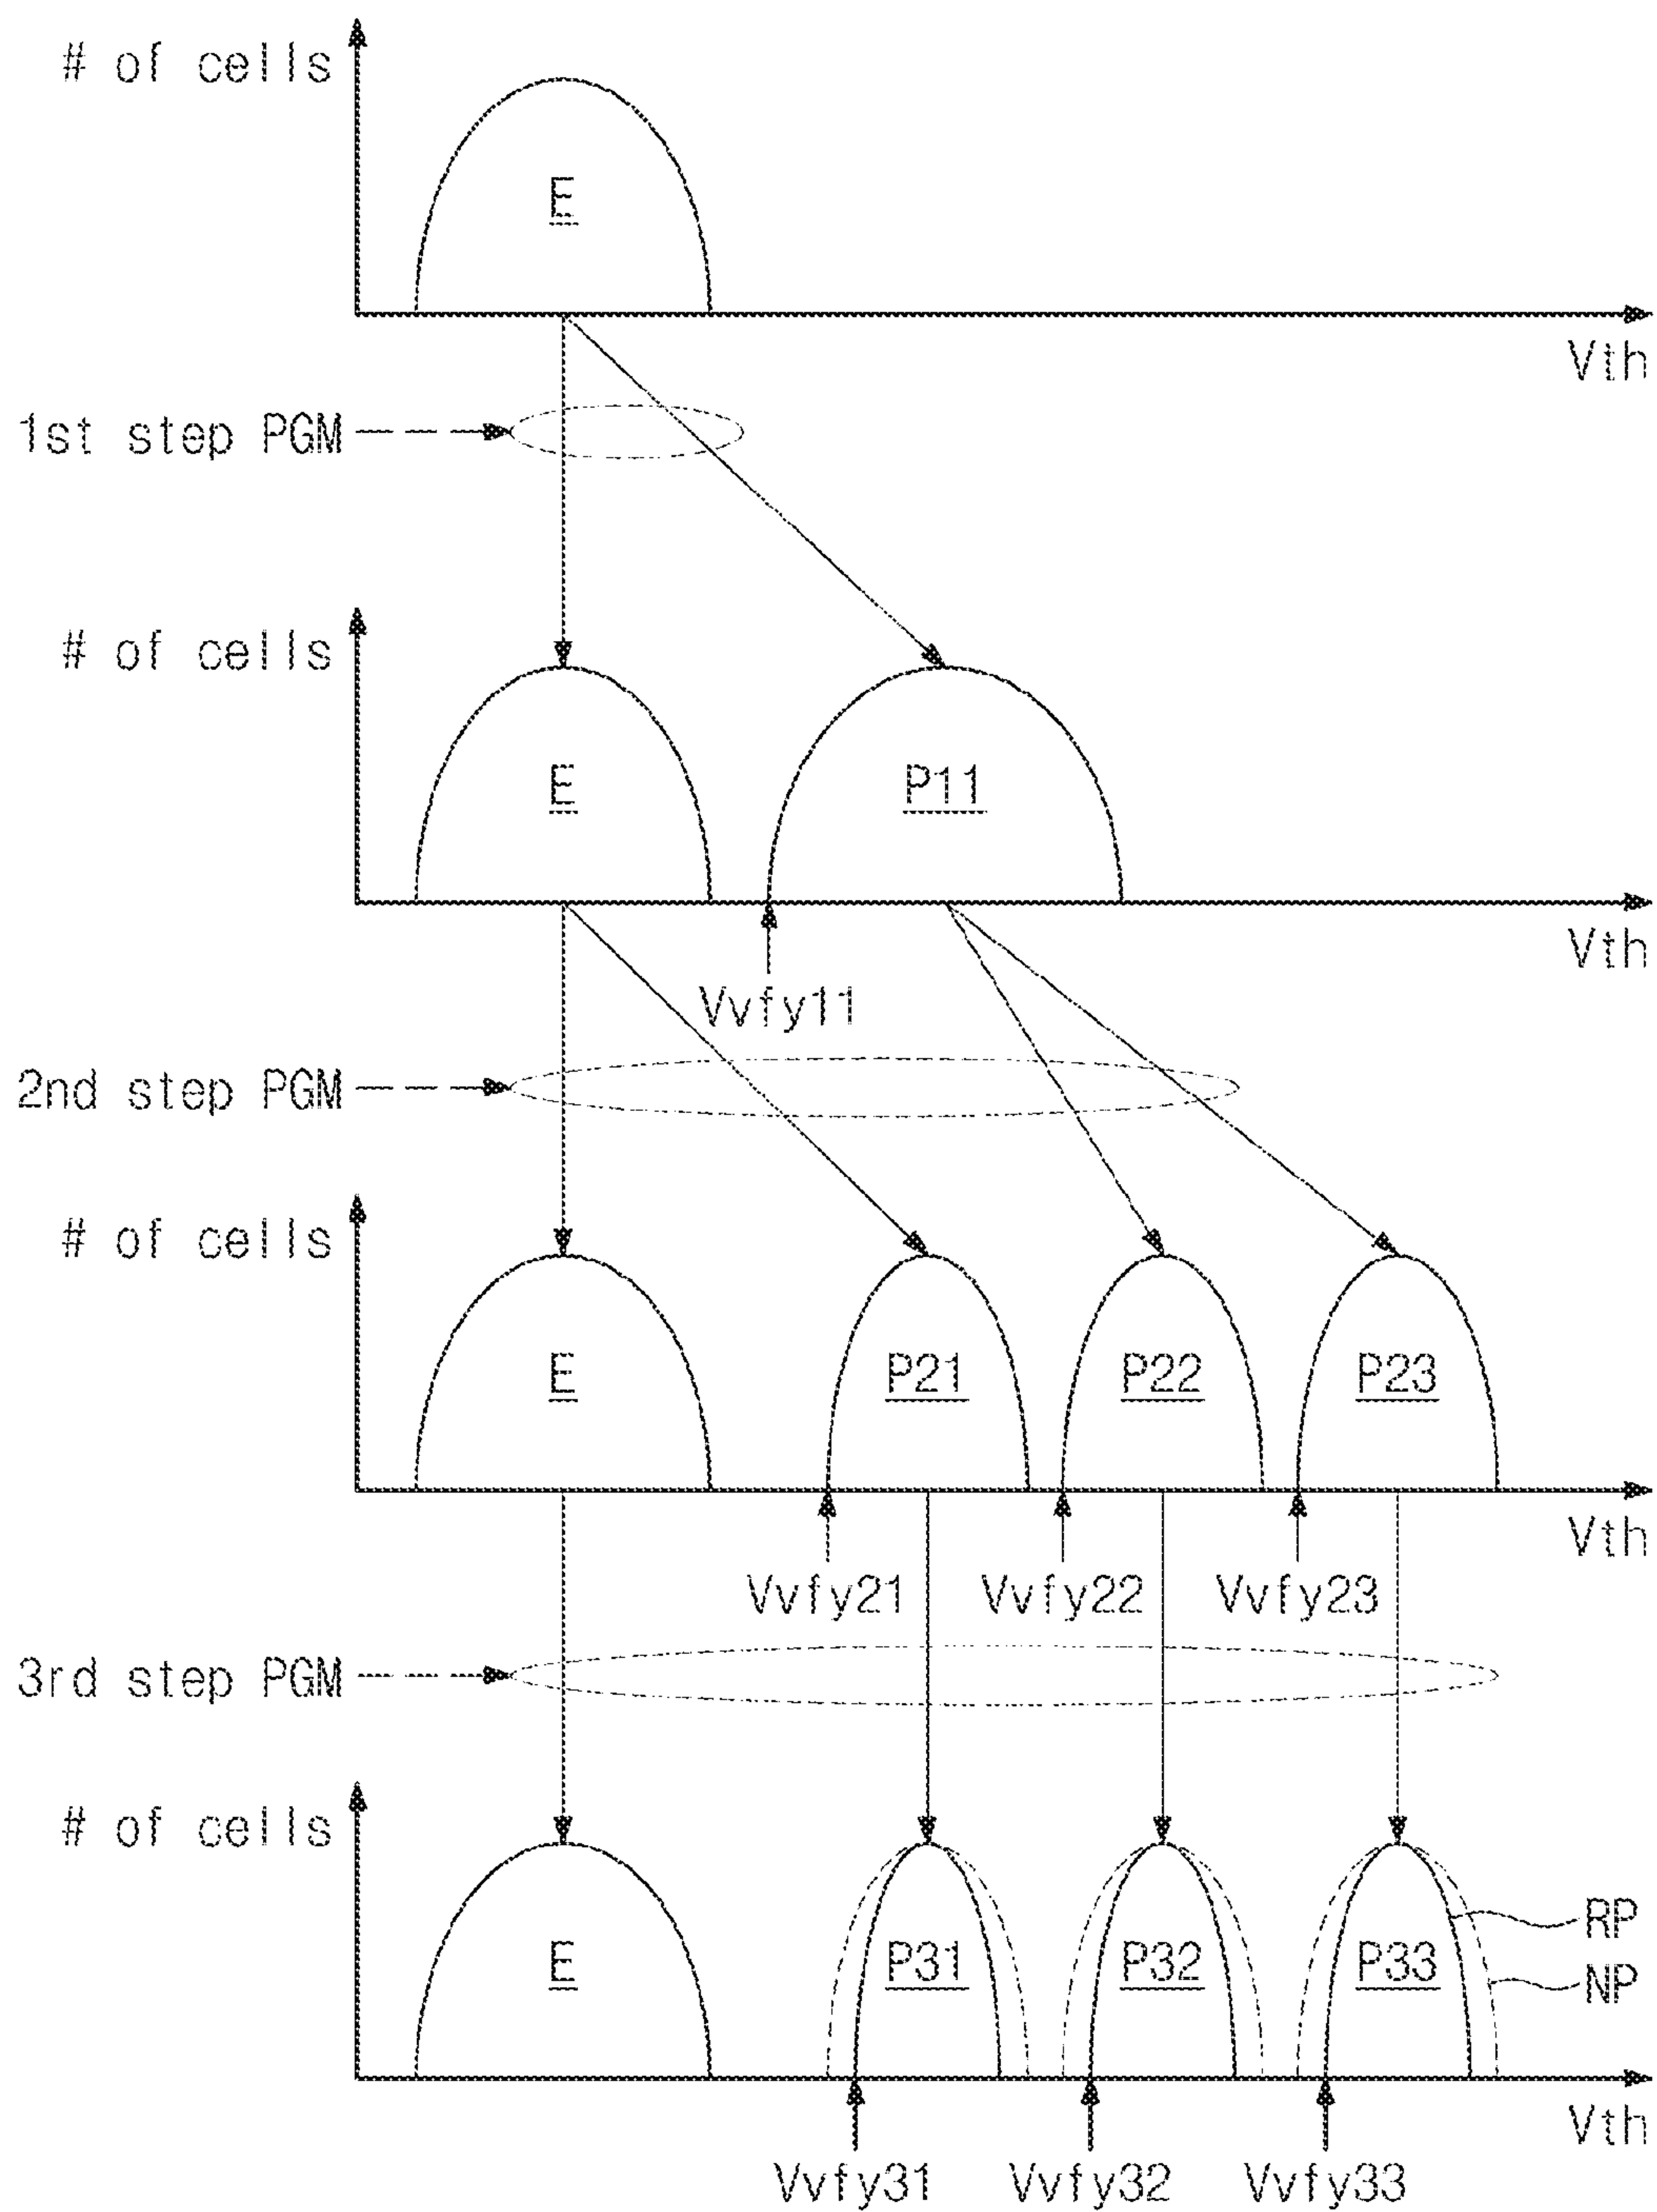 # of cells
E
Vth
1st step PGM
# of cells
E
P11
Vth
Vvfy11
2nd step PGM
# of cells
E
P21
P22
P23
Vth
Vvfy21
Vvfy22
Vvfy23
3rd step PGM
# of cells
E
P31
P32
P33
RP
NP
Vth
Vvfy31
Vvfy32
Vvfy33